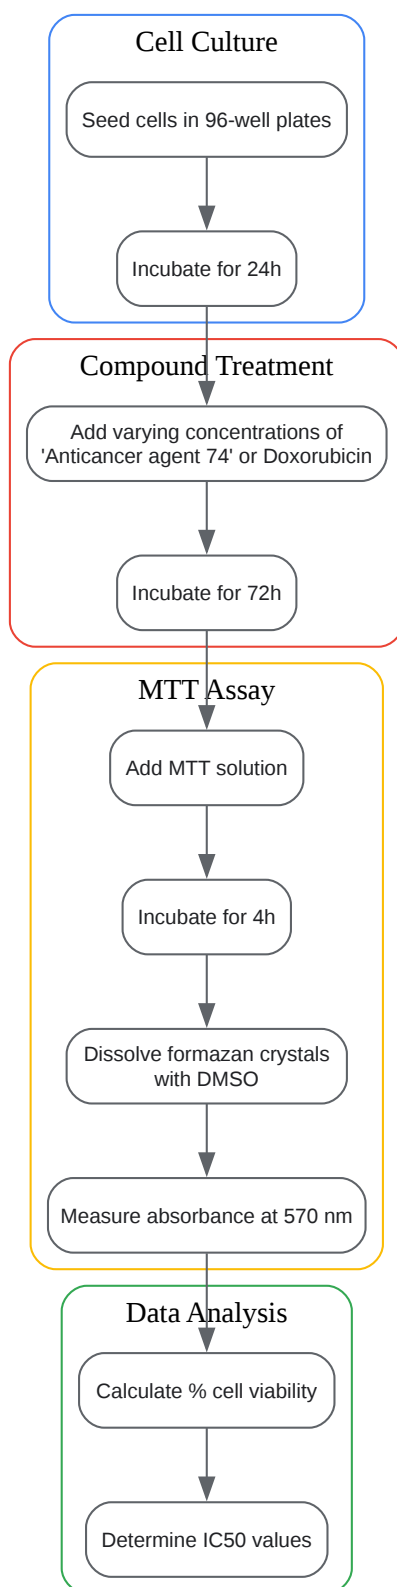 Cell Culture
Seed cells in 96-well plates
Incubate for 24h
Compound Treatment
Add varying concentrations of
'Anticancer agent 74' or Doxorubicin
Incubate for 72h
MTT Assay
Add MTT solution
Incubate for 4h
Dissolve formazan crystals
with DMSO
Measure absorbance at 570 nm
Data Analysis
Calculate % cell viability
Determine IC50 values